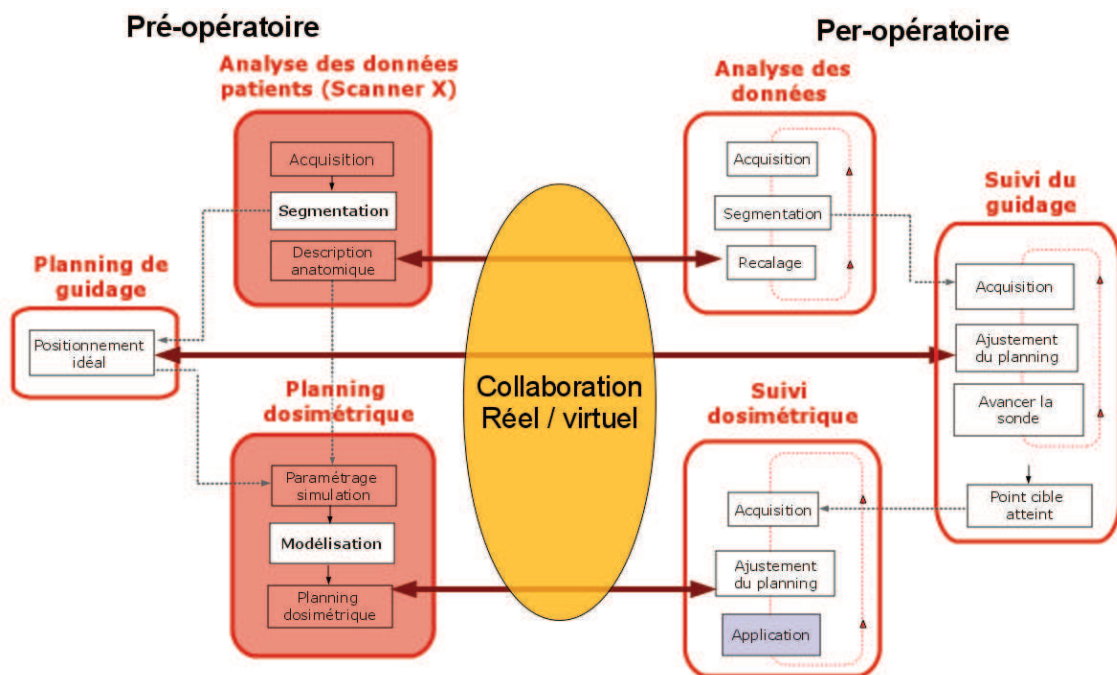 Pré-opératoire
Per-opératoire
Analyse des données
patients (Scanner X)
Acquisition
Segmentation
Description
anatomique
Planning de
guidage
Positionnement
idéal
Planning
dosimétrique
Paramétrage
simulation
Modélisation
Planning
dosimétrique
Collaboration
Réel / virtuel
Analyse des
données
Acquisition
Segmentation
Recalage
Suivi du
guidage
Acquisition
Ajustement
du planning
Avancer la
sonde
Point cible
atteint
Suivi
dosimétrique
Acquisition
Ajustement
du planning
Application